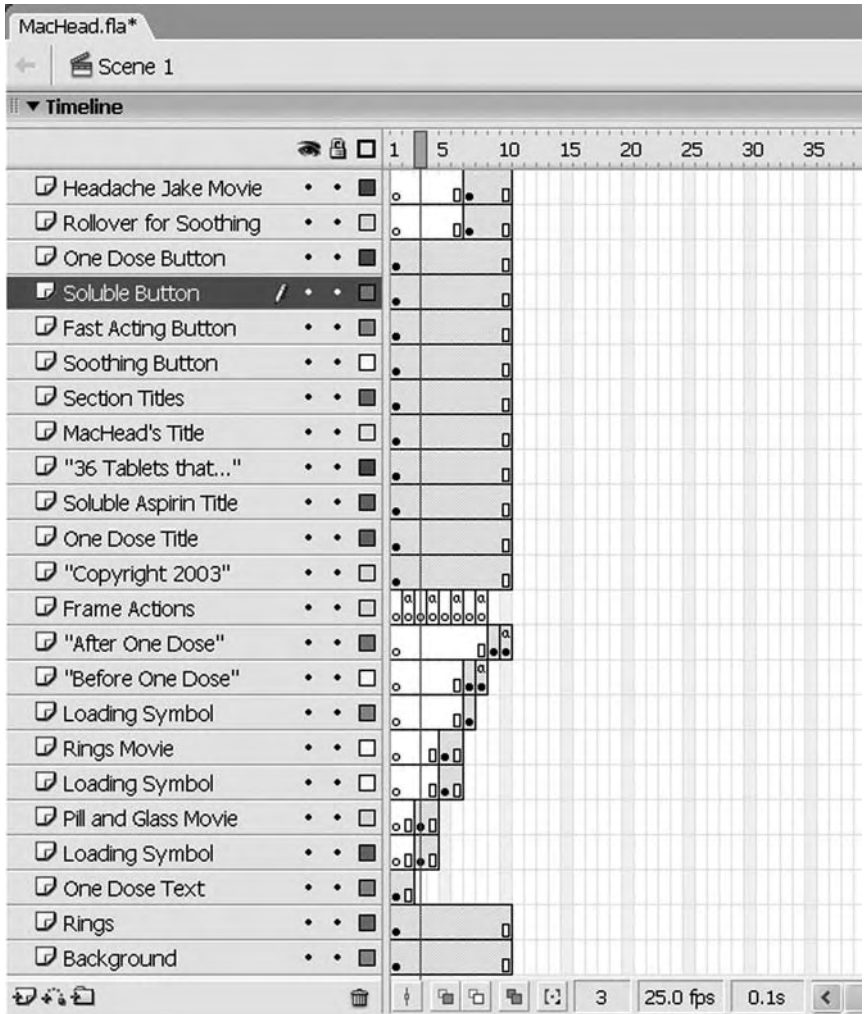 MacHead.fla*
Scene 1
Timeline
1 5 10 15 20 25 30 35
Headache Jake Movie
Rollover for Soothing
One Dose Button
Soluble Button
Fast Acting Button
Soothing Button
Section Titles
MacHead's Title
"36 Tablets that..."
Soluble Aspirin Title
One Dose Title
"Copyright 2003"
Frame Actions a a a a
"After One Dose" a
"Before One Dose" a
Loading Symbol
Rings Movie
Loading Symbol
Pill and Glass Movie
Loading Symbol
One Dose Text
Rings
Background
3 25.0 fps 0.1s